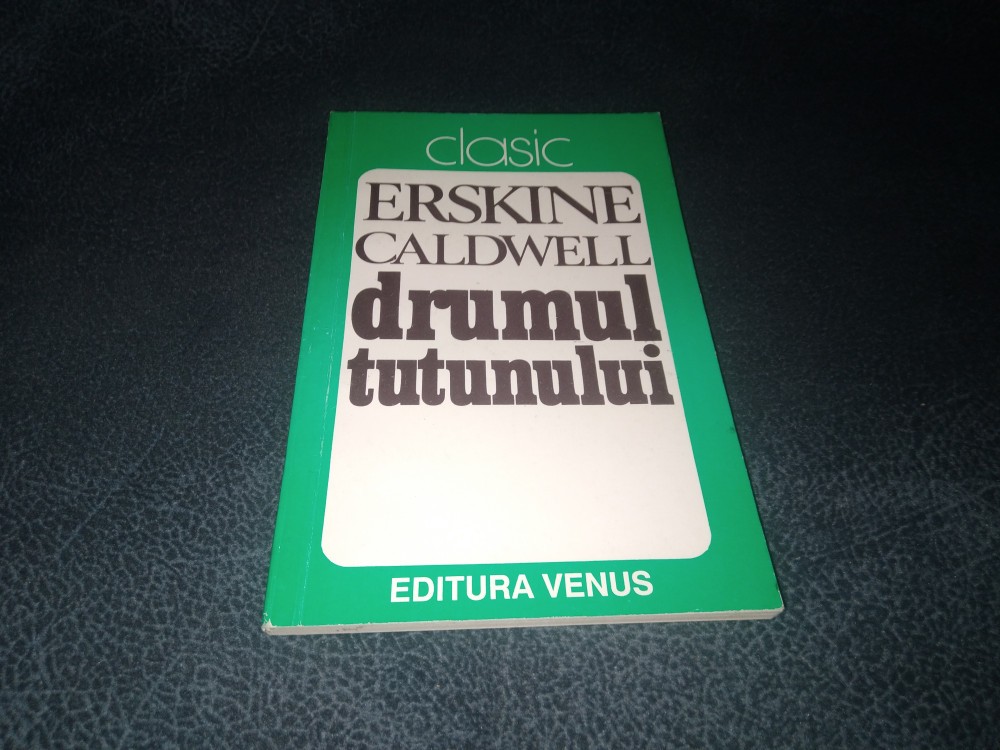 clasic
ERSKINE
CALDWELL
drumul
tutunului
EDITURA VENUS